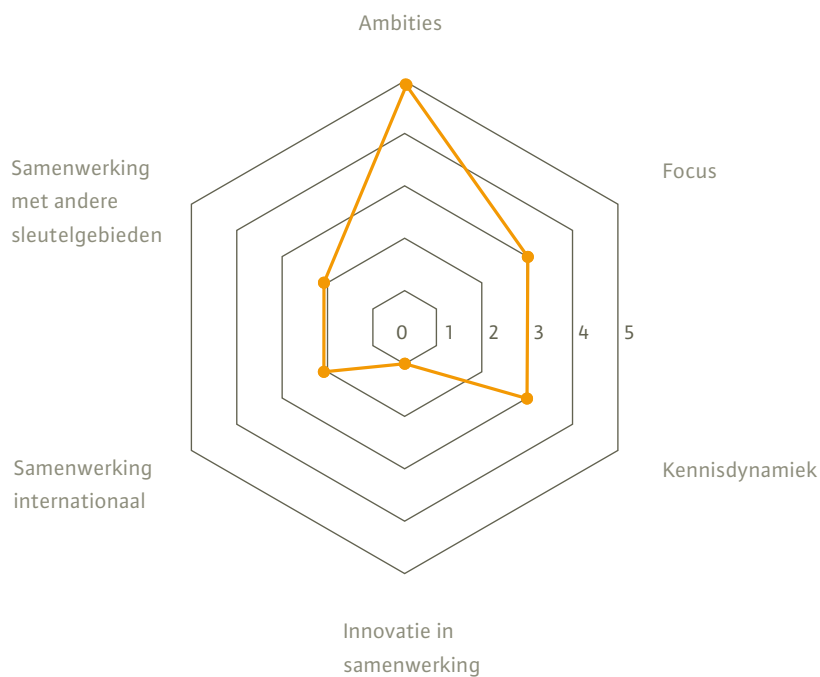 Ambities
Samenwerking
met andere
sleutelgebieden
Focus
0 1 2 3 4 5
Samenwerking
internationaal
Kennisdynamiek
Innovatie in
samenwerking